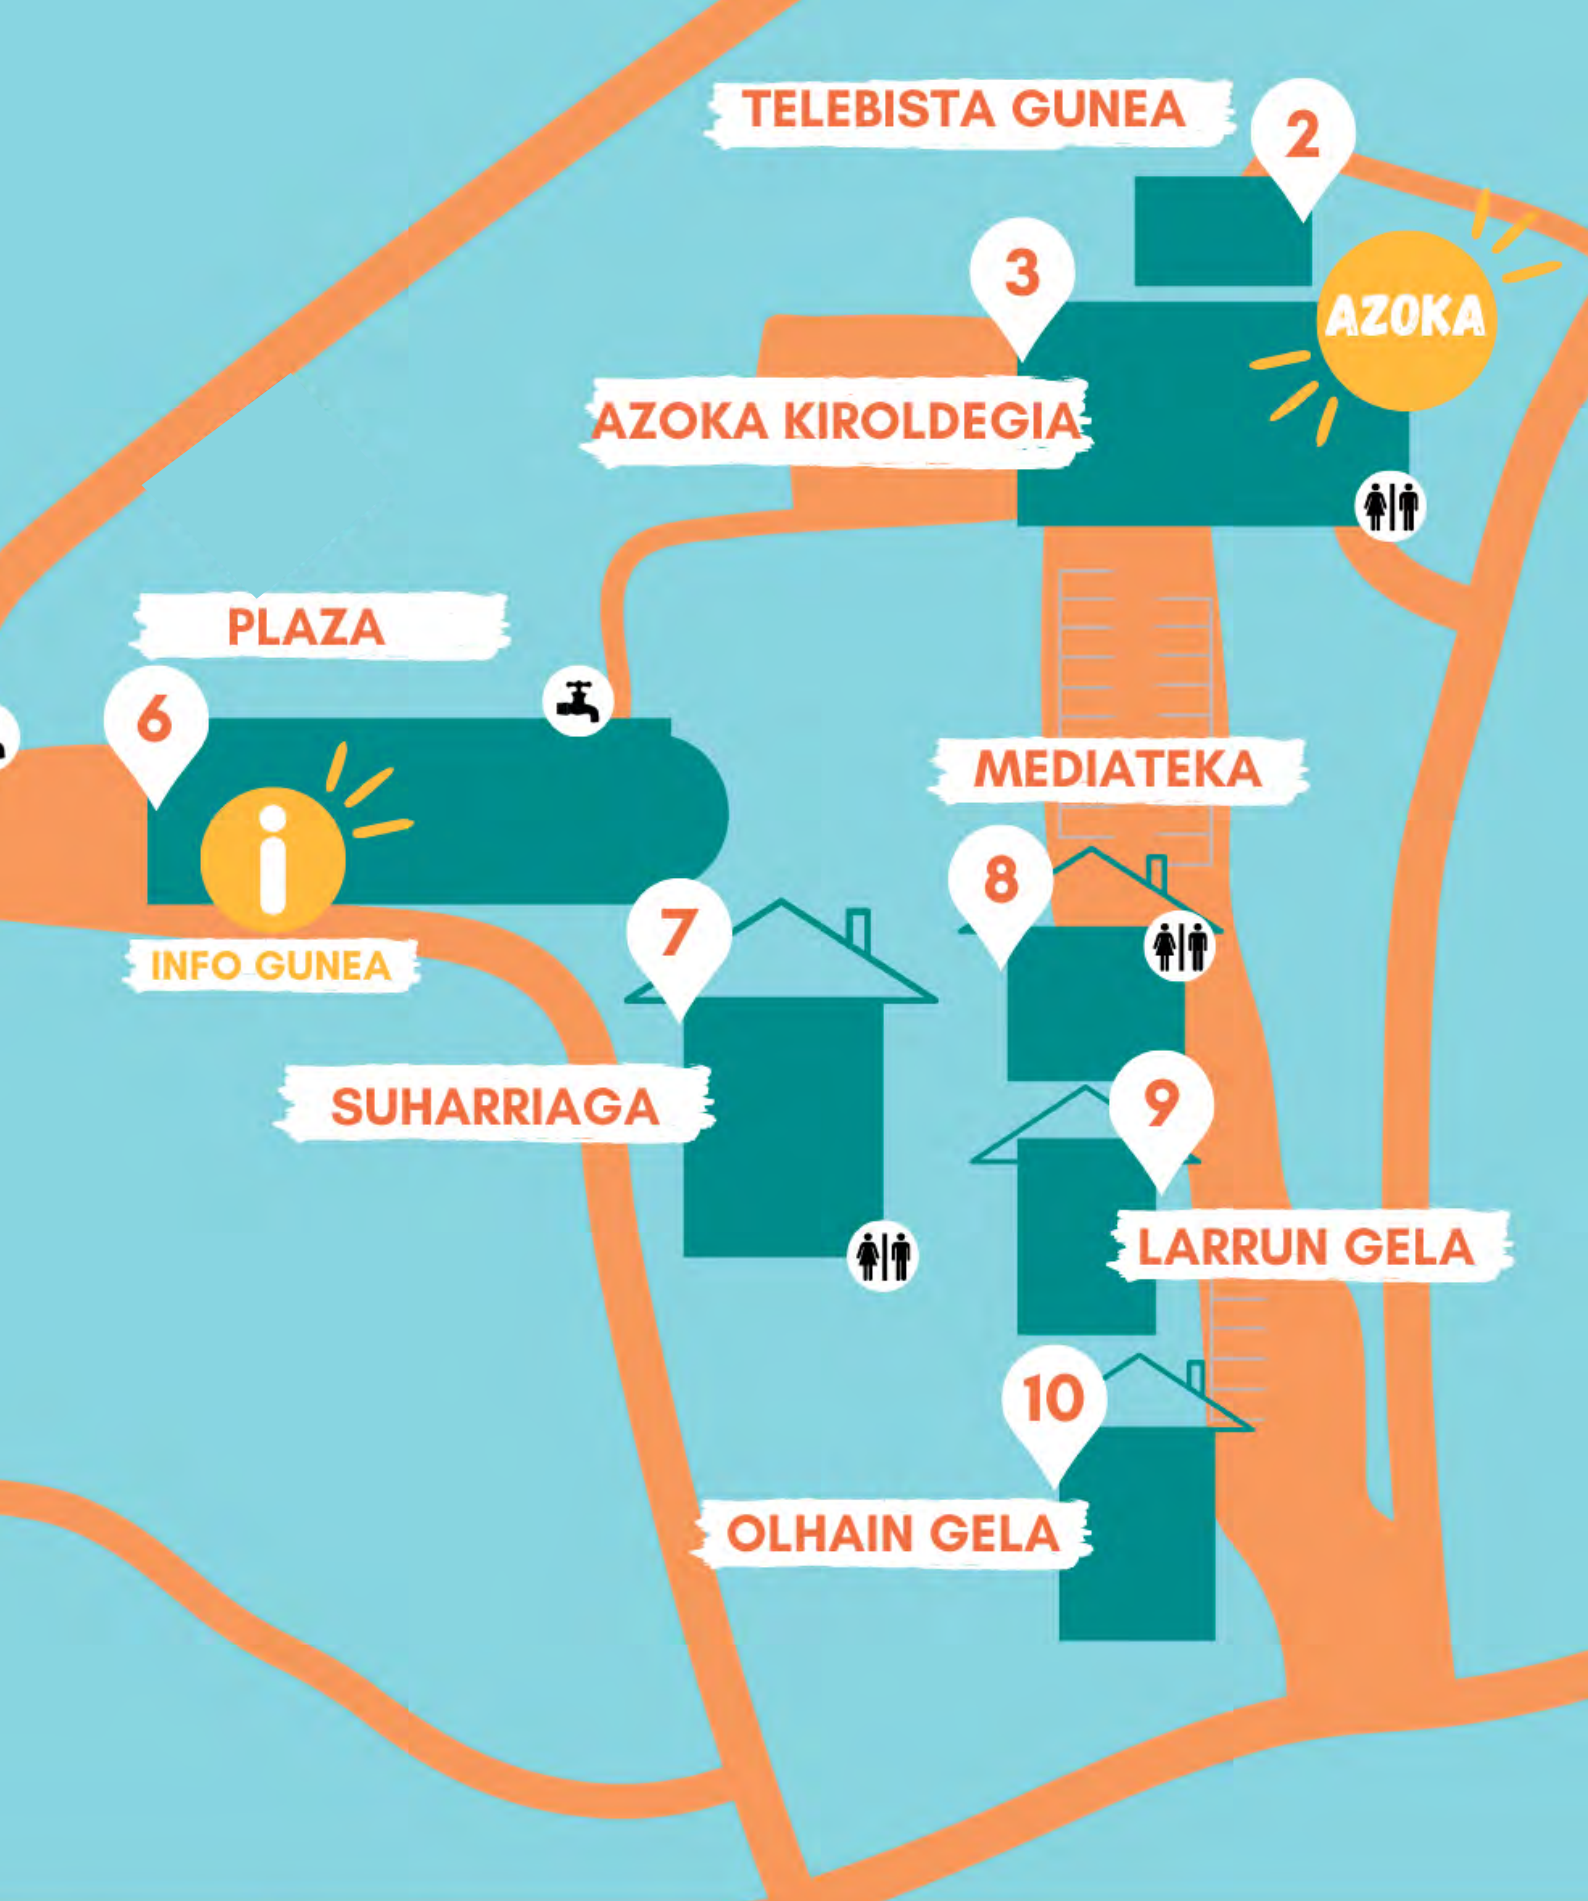 TELEBISTA GUNEA
2
3
AZOKA
AZOKA KIROLDEGIA
PLAZA
6
MEDIATEKA
i
8
7
INFO GUNEA
SUHARRIAGA
9
LARRUN GELA
10
OLHAIN GELA